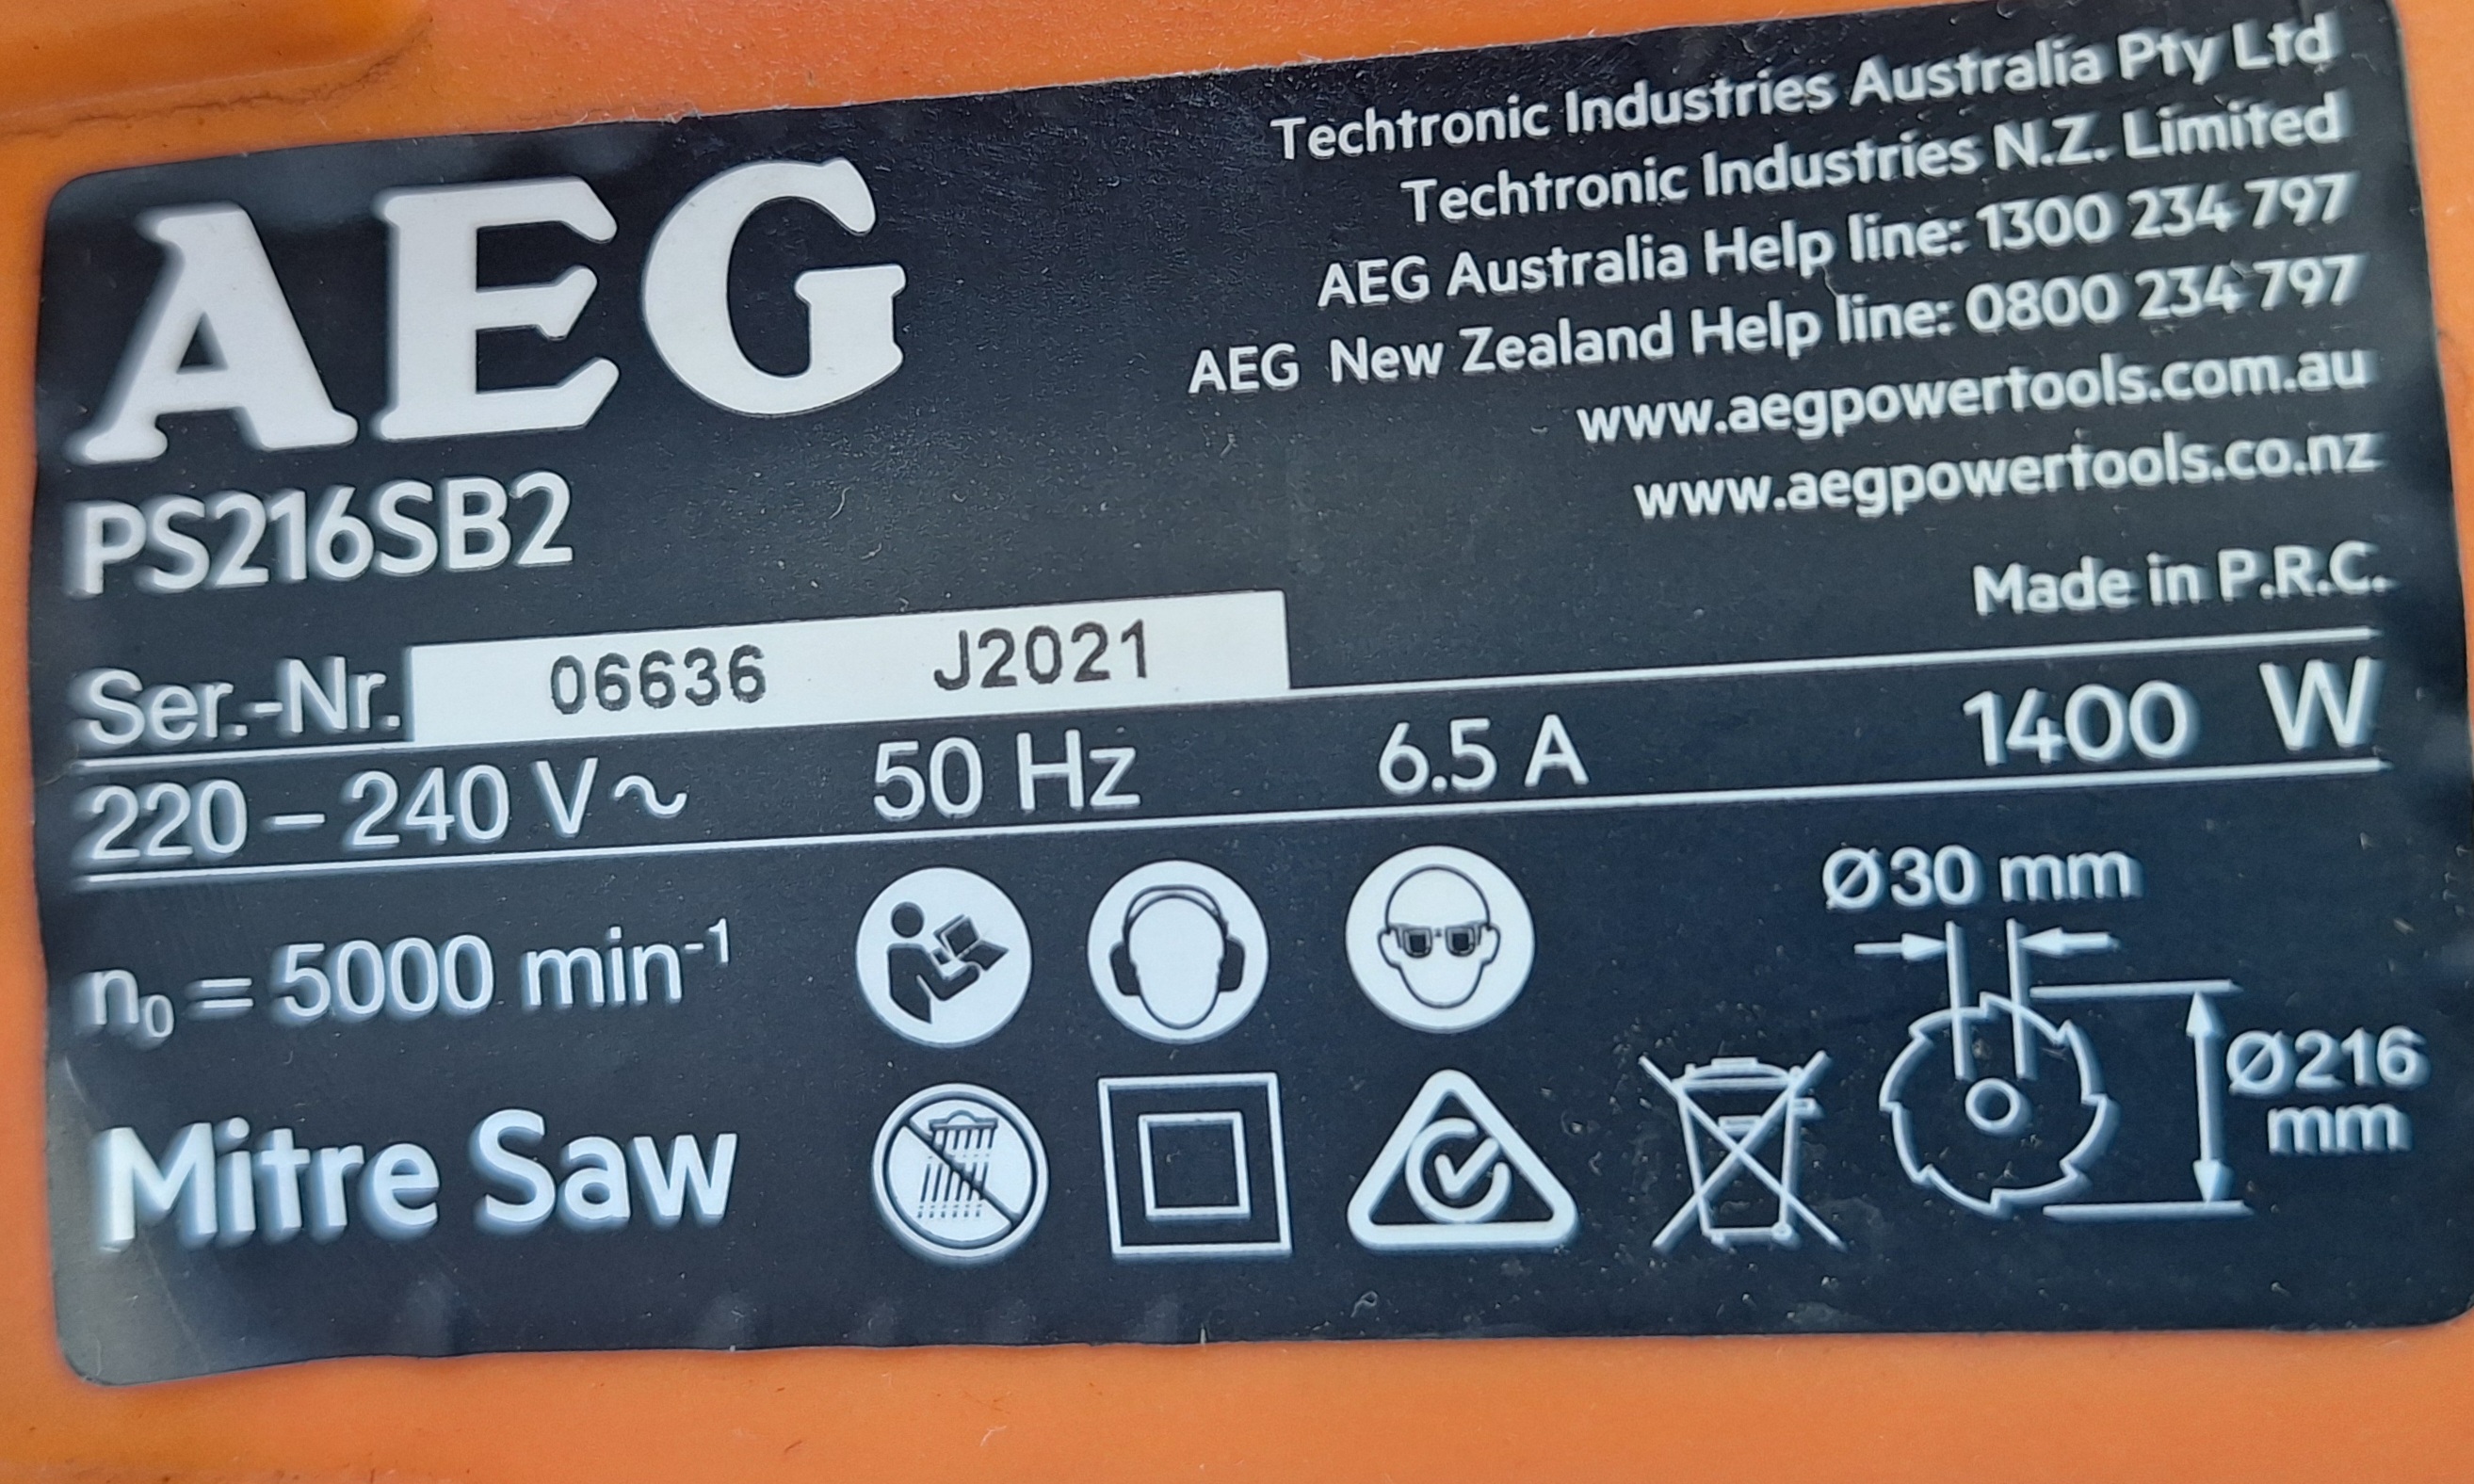 AEG
Techtronic Industries Australia Pty Ltd
Techtronic Industries N.Z. Limited
AEG Australia Help line: 1300 234 797
AEG New Zealand Help line: 0800 234 797
www.aegpowertools.com.au
www.aegpowertools.co.nz
PS216SB2
Made in P.R.C.
Ser.-Nr. 06636 J2021
220 – 240 V~ 50 Hz 6.5 A 1400 W
Ø30 mm
n₀ = 5000 min⁻¹
Ø216
mm
Mitre Saw